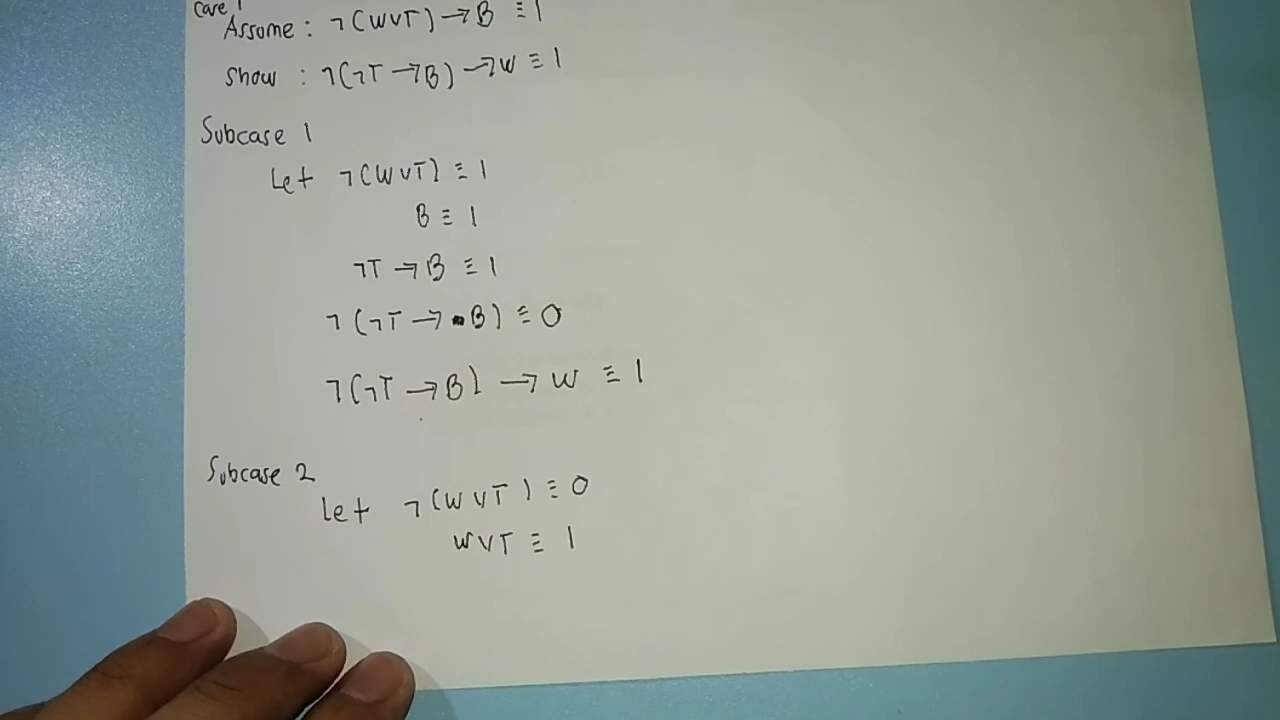 Case 1
Assume : ¬(W∨T) → B ≡ 1
Show : ¬(¬T → B) → W ≡ 1
Subcase 1
Let ¬(W∨T) ≡ 1
B ≡ 1
¬T → B ≡ 1
¬(¬T → B) ≡ 0
¬(¬T → B) → W ≡ 1
Subcase 2
Let ¬(W∨T) ≡ 0
W∨T ≡ 1